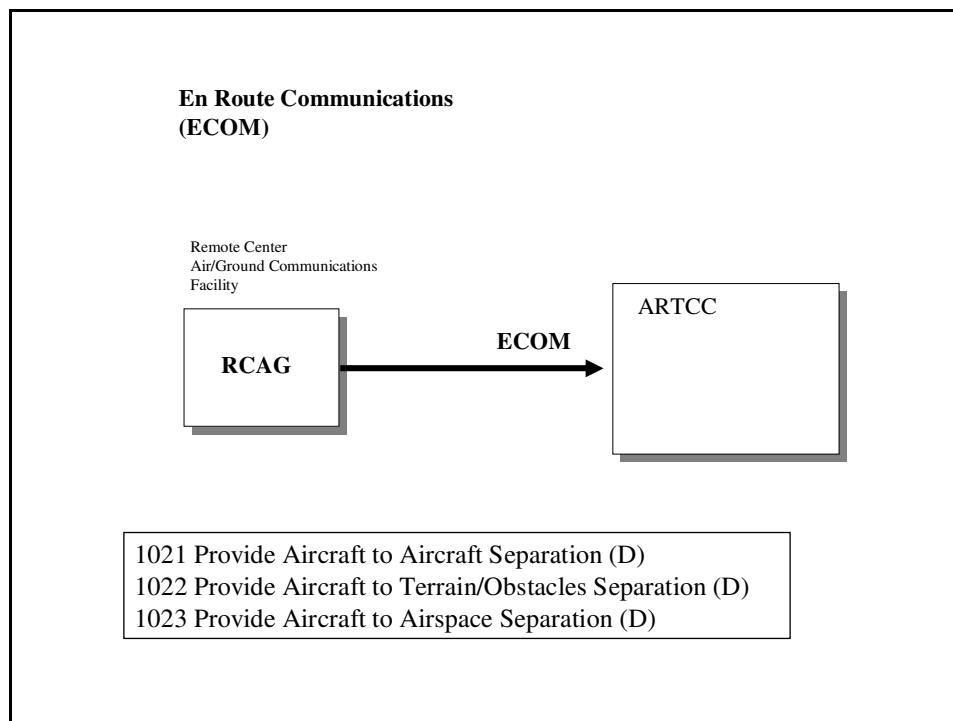 En Route Communications
(ECOM)
Remote Center
Air/Ground Communications
Facility
RCAG
ECOM
ARTCC
1021 Provide Aircraft to Aircraft Separation (D)
1022 Provide Aircraft to Terrain/Obstacles Separation (D)
1023 Provide Aircraft to Airspace Separation (D)